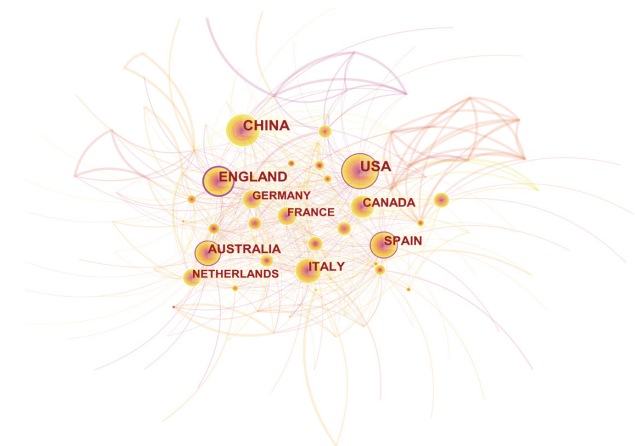 CHINA
USA
ENGLAND
GERMANY
CANADA
FRANCE
SPAIN
AUSTRALIA
ITALY
NETHERLANDS